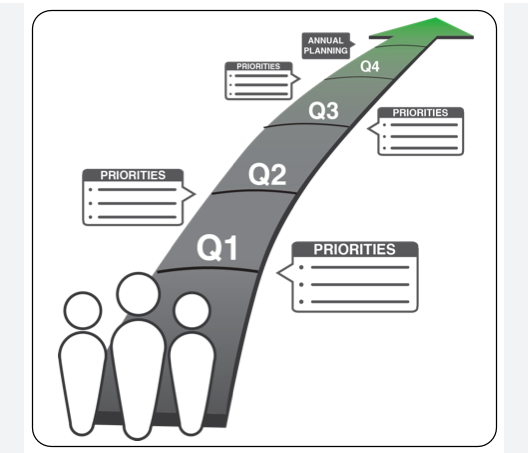 ANNUAL
PLANNING
PRIORITIES
Q4
Q3
PRIORITIES
PRIORITIES
Q2
Q1
PRIORITIES